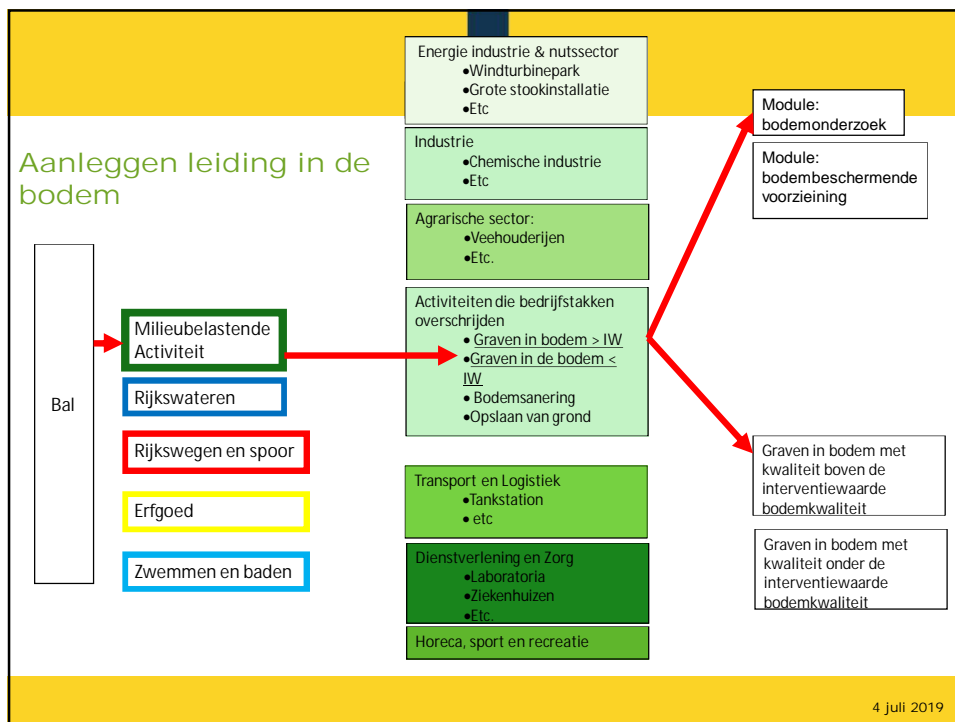 Aanleggen leiding in de
bodem
Bal
Milieubelastende
Activiteit
Rijkswateren
Rijkswegen en spoor
Erfgoed
Zwemmen en baden
Energie industrie & nutssector
•Windturbinepark
•Grote stookinstallatie
•Etc
Industrie
•Chemische industrie
•Etc
Agrarische sector:
•Veehouderijen
•Etc.
Activiteiten die bedrijfstakken
overschrijden
• Graven in bodem > IW
•Graven in de bodem <
IW
• Bodemsanering
•Opslaan van grond
Transport en Logistiek
•Tankstation
• etc
Dienstverlening en Zorg
•Laboratoria
•Ziekenhuizen
•Etc.
Horeca, sport en recreatie
Module:
bodemonderzoek
Module:
bodembeschermende
voorzieining
Graven in bodem met
kwaliteit boven de
interventiewaarde
bodemkwaliteit
Graven in bodem met
kwaliteit onder de
interventiewaarde
bodemkwaliteit
4 juli 2019